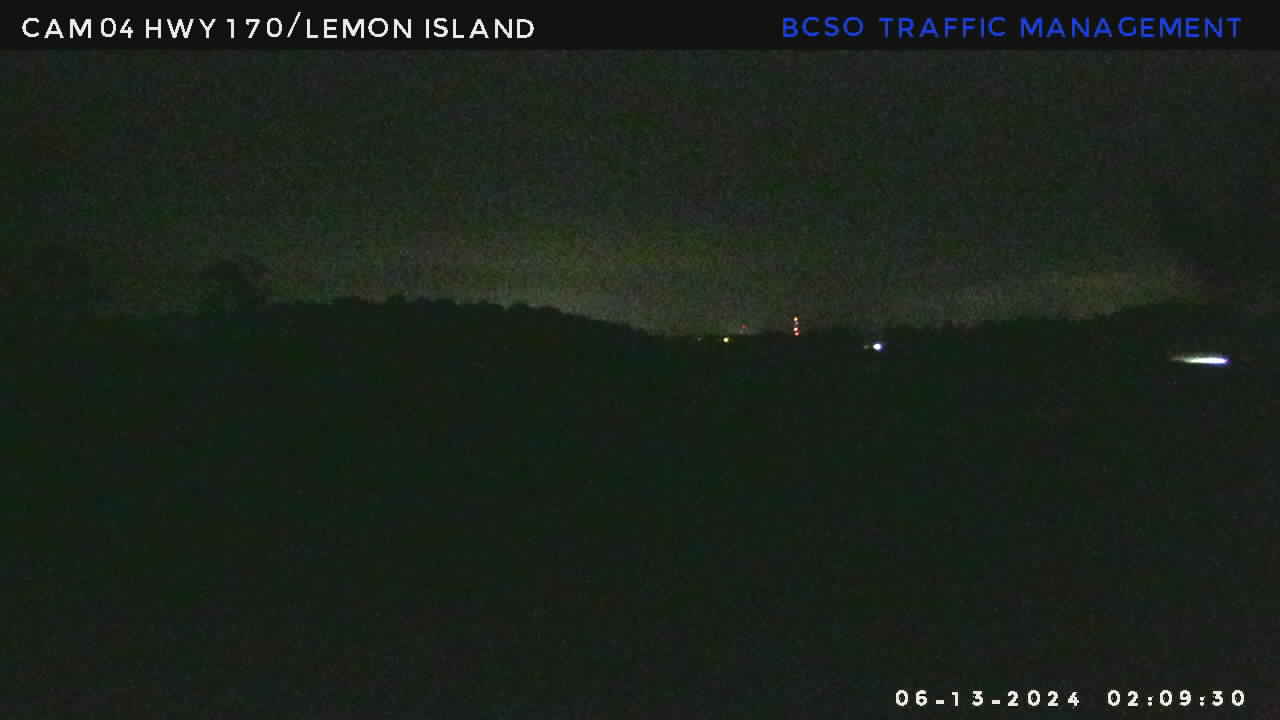 CAM04 HWY 170/LEMON ISLAND
BCSO TRAFFIC MANAGEMENT
06-13-2024 02:09:30